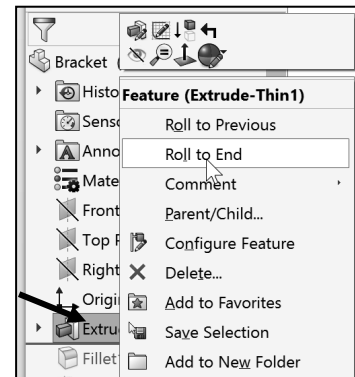 Bracket (
Histo
Feature (Extrude-Thin1)
Senso
Roll to Previous
Anno
Roll to End
Mate
Comment
Front
Parent/Child...
Top P
Configure Feature
Right
Delete...
Origi
Add to Favorites
Extru
Save Selection
Fillet
Add to New Folder